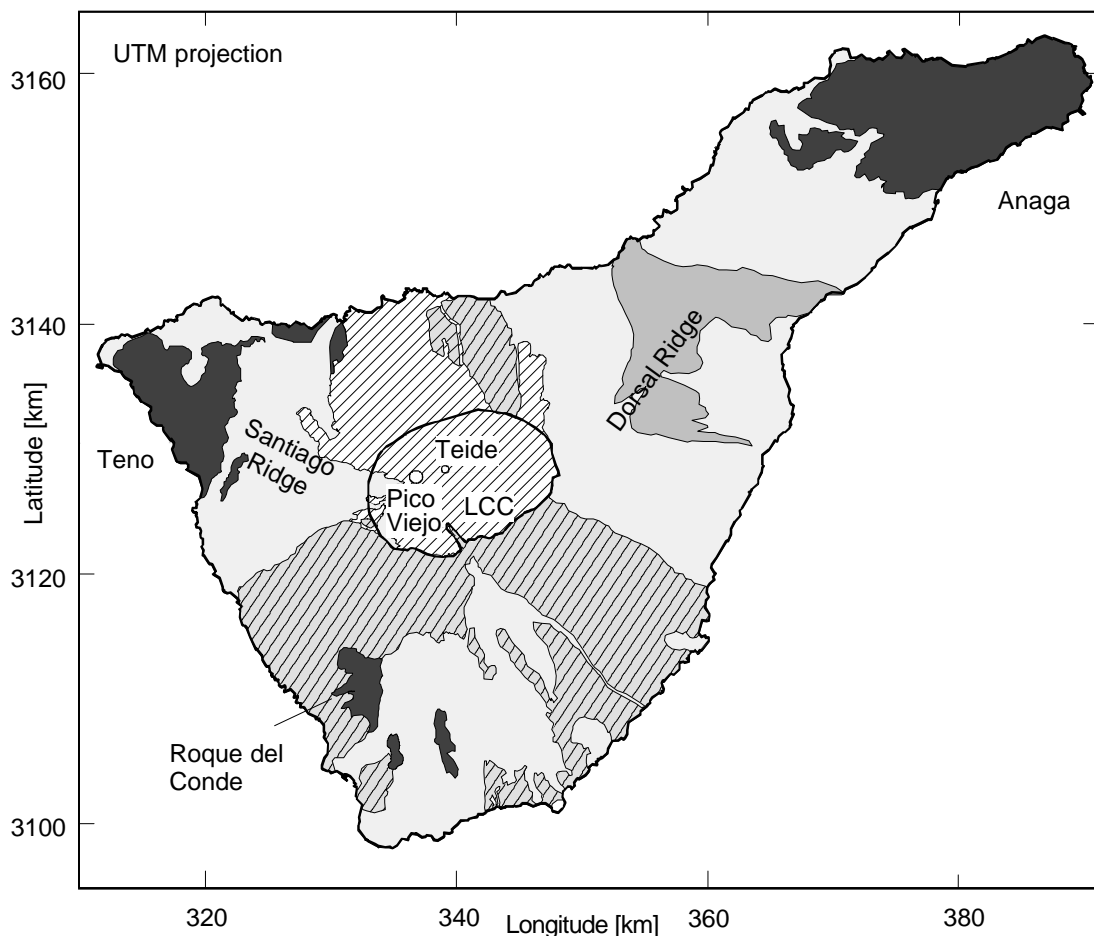 UTM projection
3160
Anaga
3140
Dorsal Ridge
Santiago
Ridge
Teno
Teide
Pico
Viejo
LCC
Latitude [km]
3120
Roque del
Conde
3100
320
340
Longitude [km]
360
380